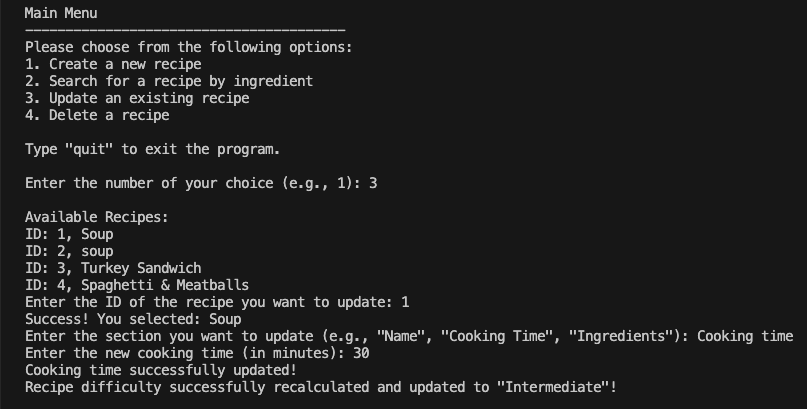 Main Menu
----------------------------------------
Please choose from the following options:
1. Create a new recipe
2. Search for a recipe by ingredient
3. Update an existing recipe
4. Delete a recipe
Type "quit" to exit the program.
Enter the number of your choice (e.g., 1): 3
Available Recipes:
ID: 1, Soup
ID: 2, soup
ID: 3, Turkey Sandwich
ID: 4, Spaghetti & Meatballs
Enter the ID of the recipe you want to update: 1
Success! You selected: Soup
Enter the section you want to update (e.g., "Name", "Cooking Time", "Ingredients"): Cooking time
Enter the new cooking time (in minutes): 30
Cooking time successfully updated!
Recipe difficulty successfully recalculated and updated to "Intermediate"!